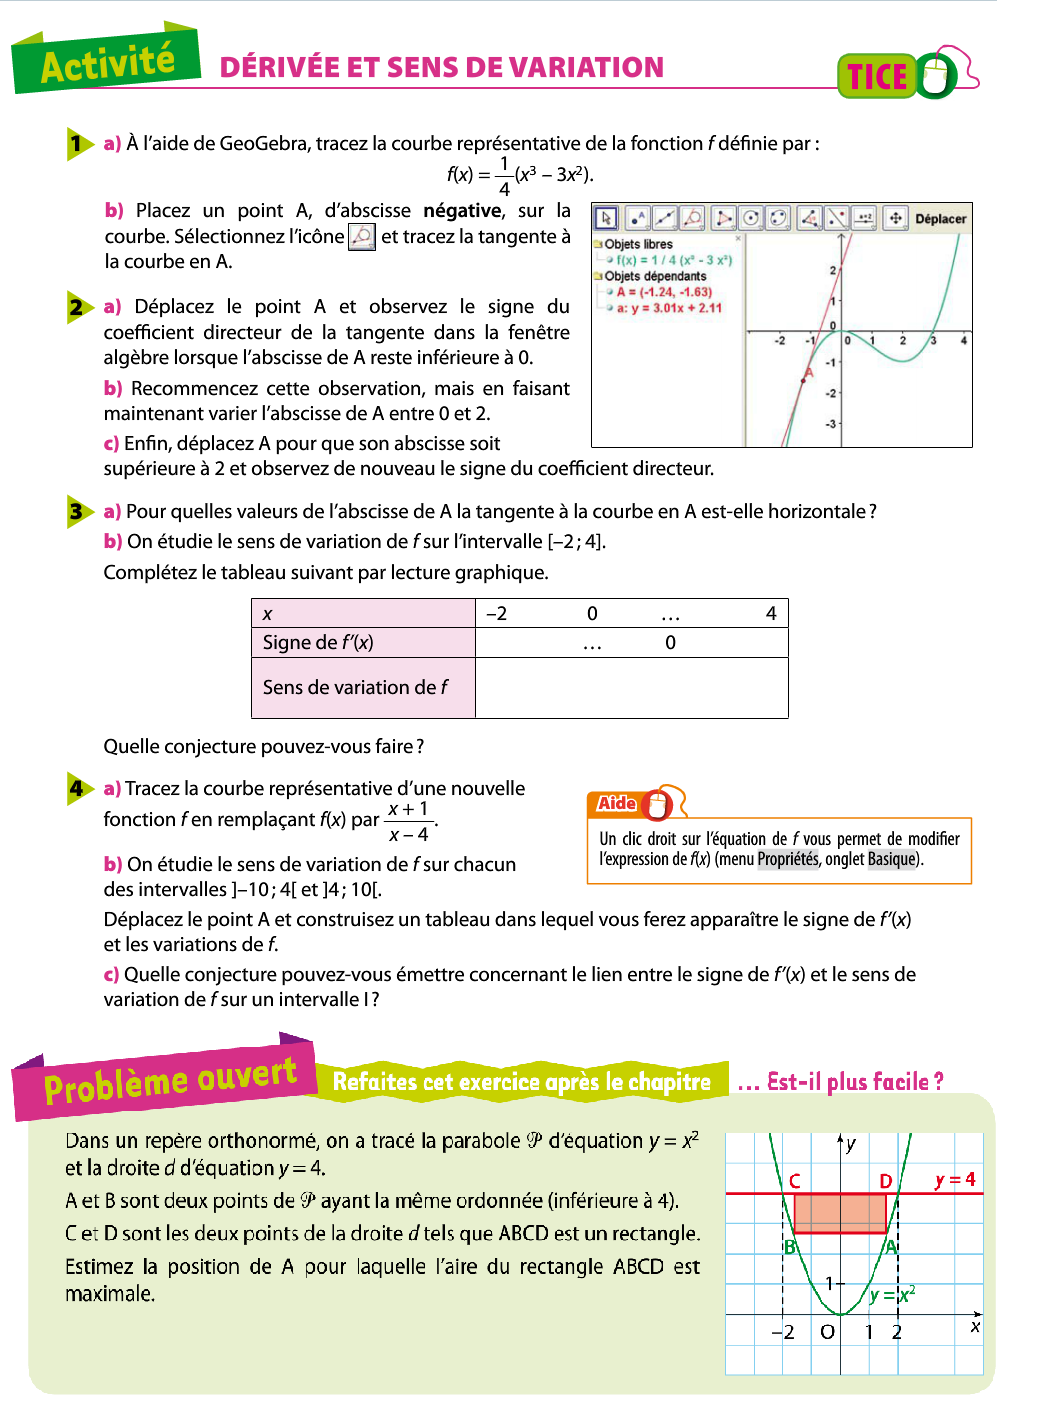 Activité
DÉRIVÉE ET SENS DE VARIATION
TICE
1 a) À l'aide de GeoGebra, tracez la courbe représentative de la fonction f définie par :
f(x) = 1/4 (x³ – 3x²).
b) Placez un point A, d'abscisse négative, sur la
courbe. Sélectionnez l'icône et tracez la tangente à
la courbe en A.
2 a) Déplacez le point A et observez le signe du
coefficient directeur de la tangente dans la fenêtre
algèbre lorsque l'abscisse de A reste inférieure à 0.
b) Recommencez cette observation, mais en faisant
maintenant varier l'abscisse de A entre 0 et 2.
c) Enfin, déplacez A pour que son abscisse soit
supérieure à 2 et observez de nouveau le signe du coefficient directeur.
Déplacer
Objets libres
f(x) = 1 / 4 (x³ - 3 x²)
Objets dépendants
A = (-1.24, -1.63)
a: y = 3.01x + 2.11
2
1
0
-2 -1 0 1 2 3 4
-1
A
-2
-3
3 a) Pour quelles valeurs de l'abscisse de A la tangente à la courbe en A est-elle horizontale ?
b) On étudie le sens de variation de f sur l'intervalle [–2 ; 4].
Complétez le tableau suivant par lecture graphique.
x –2 0 … 4
Signe de f'(x) … 0
Sens de variation de f
Quelle conjecture pouvez-vous faire ?
4 a) Tracez la courbe représentative d'une nouvelle
fonction f en remplaçant f(x) par (x + 1)/(x – 4).
b) On étudie le sens de variation de f sur chacun
des intervalles ]–10 ; 4[ et ]4 ; 10[.
Aide
Un clic droit sur l'équation de f vous permet de modifier
l'expression de f(x) (menu Propriétés, onglet Basique).
Déplacez le point A et construisez un tableau dans lequel vous ferez apparaître le signe de f'(x)
et les variations de f.
c) Quelle conjecture pouvez-vous émettre concernant le lien entre le signe de f'(x) et le sens de
variation de f sur un intervalle I ?
Problème ouvert
Refaites cet exercice après le chapitre … Est-il plus facile ?
Dans un repère orthonormé, on a tracé la parabole 𝒫 d'équation y = x²
et la droite d d'équation y = 4.
A et B sont deux points de 𝒫 ayant la même ordonnée (inférieure à 4).
C et D sont les deux points de la droite d tels que ABCD est un rectangle.
Estimez la position de A pour laquelle l'aire du rectangle ABCD est
maximale.
y
C D y = 4
B A
1
y = x²
–2 O 1 2 x